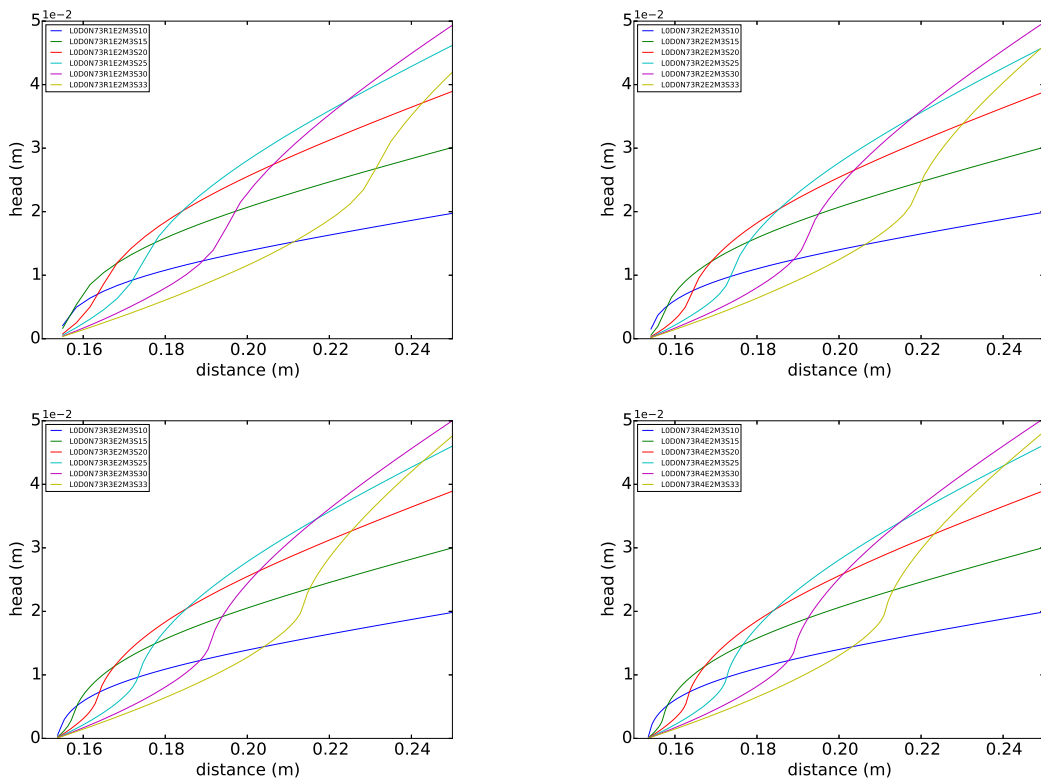 1e−2
5
4
3
2
1
0
head (m)
L0D0N73R1E2M3S10
L0D0N73R1E2M3S15
L0D0N73R1E2M3S20
L0D0N73R1E2M3S25
L0D0N73R1E2M3S30
L0D0N73R1E2M3S33
0.16 0.18 0.20 0.22 0.24
distance (m)
1e−2
5
4
3
2
1
0
head (m)
L0D0N73R2E2M3S10
L0D0N73R2E2M3S15
L0D0N73R2E2M3S20
L0D0N73R2E2M3S25
L0D0N73R2E2M3S30
L0D0N73R2E2M3S33
0.16 0.18 0.20 0.22 0.24
distance (m)
1e−2
5
4
3
2
1
0
head (m)
L0D0N73R3E2M3S10
L0D0N73R3E2M3S15
L0D0N73R3E2M3S20
L0D0N73R3E2M3S25
L0D0N73R3E2M3S30
L0D0N73R3E2M3S33
0.16 0.18 0.20 0.22 0.24
distance (m)
1e−2
5
4
3
2
1
0
head (m)
L0D0N73R4E2M3S10
L0D0N73R4E2M3S15
L0D0N73R4E2M3S20
L0D0N73R4E2M3S25
L0D0N73R4E2M3S30
L0D0N73R4E2M3S33
0.16 0.18 0.20 0.22 0.24
distance (m)